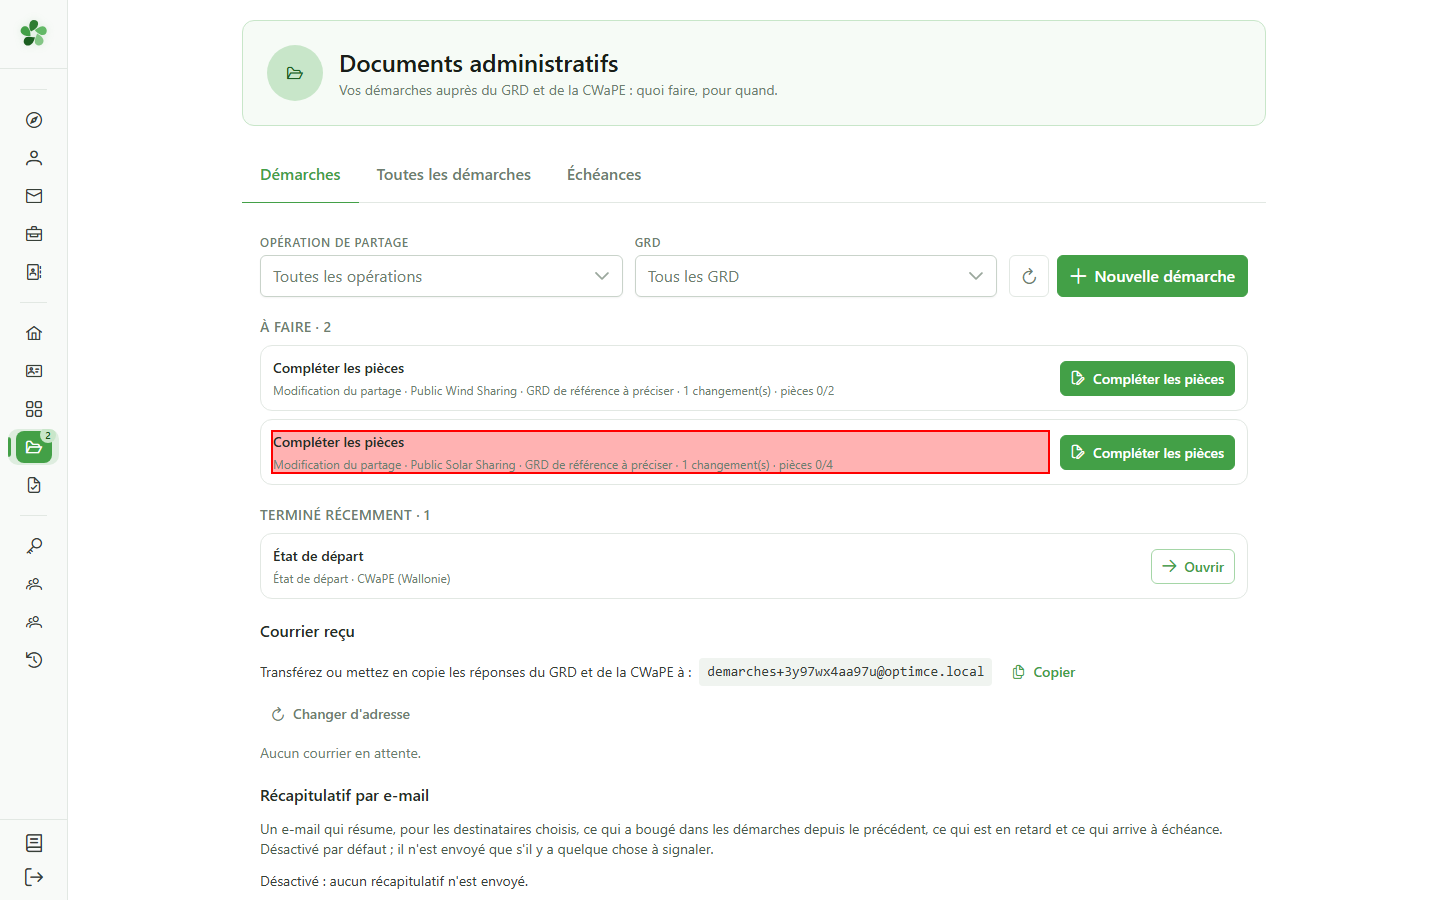 Documents administratifs
Vos démarches auprès du GRD et de la CWaPE : quoi faire, pour quand.
Démarches
Toutes les démarches
Échéances
OPÉRATION DE PARTAGE
GRD
Toutes les opérations
Tous les GRD
Nouvelle démarche
À FAIRE · 2
Compléter les pièces
Modification du partage · Public Wind Sharing · GRD de référence à préciser · 1 changement(s) · pièces 0/2
Compléter les pièces
Compléter les pièces
Modification du partage · Public Solar Sharing · GRD de référence à préciser · 1 changement(s) · pièces 0/4
Compléter les pièces
2
TERMINÉ RÉCEMMENT · 1
État de départ
État de départ · CWaPE (Wallonie)
Ouvrir
Courrier reçu
Transférez ou mettez en copie les réponses du GRD et de la CWaPE à : demarches+3y97wx4aa97u@optimce.local
Copier
Changer d'adresse
Aucun courrier en attente.
Récapitulatif par e-mail
Un e-mail qui résume, pour les destinataires choisis, ce qui a bougé dans les démarches depuis le précédent, ce qui est en retard et ce qui arrive à échéance.
Désactivé par défaut ; il n'est envoyé que s'il y a quelque chose à signaler.
Désactivé : aucun récapitulatif n'est envoyé.